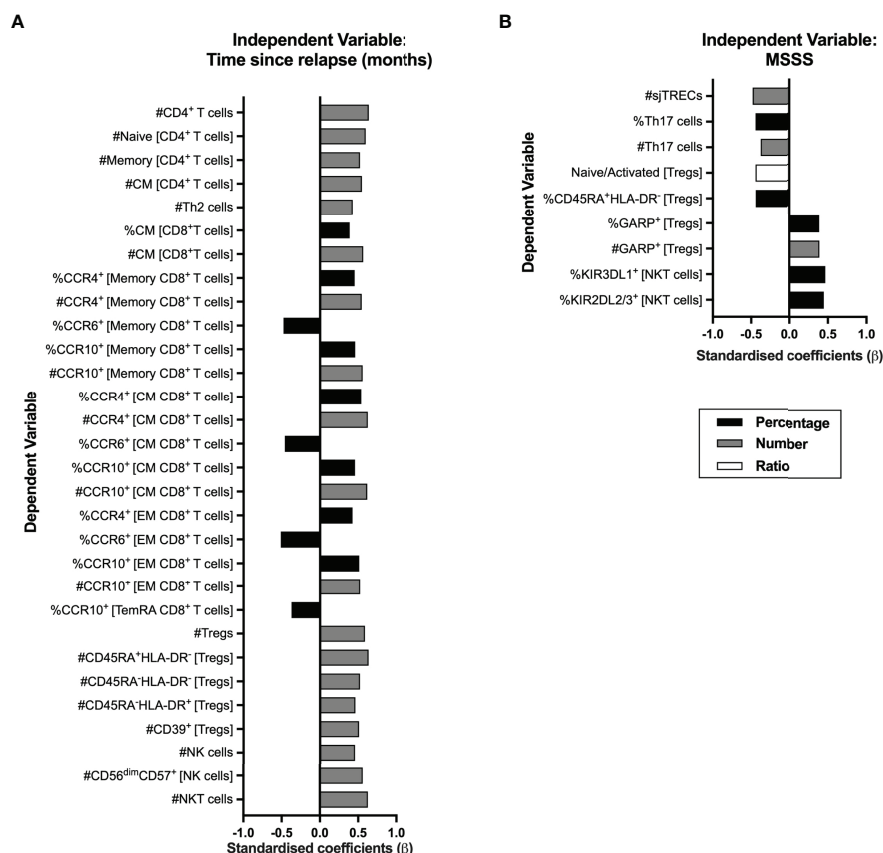 A
Independent Variable:
Time since relapse (months)
Dependent Variable
#CD4⁺ T cells
#Naive [CD4⁺ T cells]
#Memory [CD4⁺ T cells]
#CM [CD4⁺ T cells]
#Th2 cells
%CM [CD8⁺T cells]
#CM [CD8⁺T cells]
%CCR4⁺ [Memory CD8⁺ T cells]
#CCR4⁺ [Memory CD8⁺ T cells]
%CCR6⁺ [Memory CD8⁺ T cells]
%CCR10⁺ [Memory CD8⁺ T cells]
#CCR10⁺ [Memory CD8⁺ T cells]
%CCR4⁺ [CM CD8⁺ T cells]
#CCR4⁺ [CM CD8⁺ T cells]
%CCR6⁺ [CM CD8⁺ T cells]
%CCR10⁺ [CM CD8⁺ T cells]
#CCR10⁺ [CM CD8⁺ T cells]
%CCR4⁺ [EM CD8⁺ T cells]
%CCR6⁺ [EM CD8⁺ T cells]
%CCR10⁺ [EM CD8⁺ T cells]
#CCR10⁺ [EM CD8⁺ T cells]
%CCR10⁺ [TemRA CD8⁺ T cells]
#Tregs
#CD45RA⁺HLA-DR⁻ [Tregs]
#CD45RA⁻HLA-DR⁻ [Tregs]
#CD45RA⁻HLA-DR⁺ [Tregs]
#CD39⁺ [Tregs]
#NK cells
#CD56ᵈⁱᵐCD57⁺ [NK cells]
#NKT cells
-1.0 -0.5 0.0 0.5 1.0
Standardised coefficients (β)
B
Independent Variable:
MSSS
Dependent Variable
#sjTRECs
%Th17 cells
#Th17 cells
Naive/Activated [Tregs]
%CD45RA⁺HLA-DR⁻ [Tregs]
%GARP⁺ [Tregs]
#GARP⁺ [Tregs]
%KIR3DL1⁺ [NKT cells]
%KIR2DL2/3⁺ [NKT cells]
-1.0 -0.5 0.0 0.5 1.0
Standardised coefficients (β)
Percentage
Number
Ratio